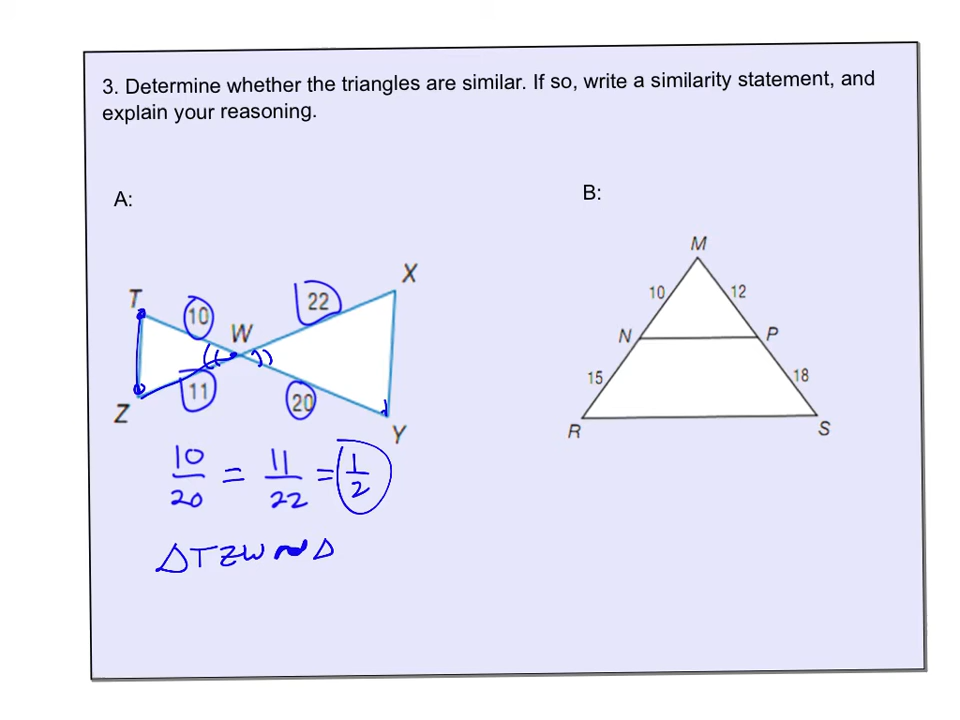 3. Determine whether the triangles are similar. If so, write a similarity statement, and
explain your reasoning.
A:
B:
T
10
W
22
X
Z
11
20
Y
10/20 = 11/22 = 1/2
△TZW ~ △
M
10
12
N
P
15
18
R
S